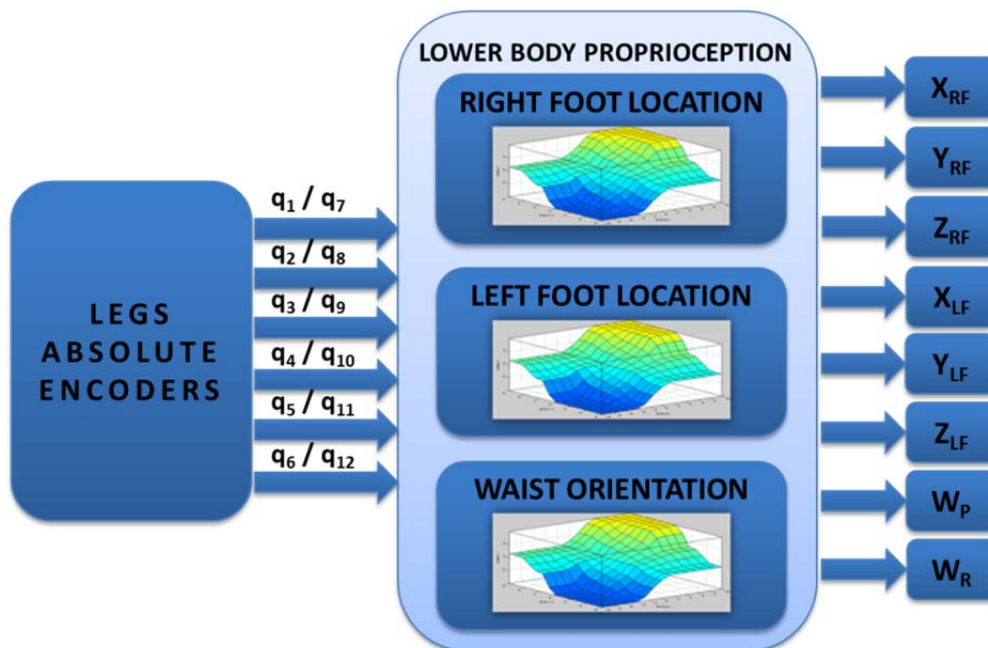 LEGS
ABSOLUTE
ENCODERS
q₁ / q₇
q₂ / q₈
q₃ / q₉
q₄ / q₁₀
q₅ / q₁₁
q₆ / q₁₂
LOWER BODY PROPRIOCEPTION
RIGHT FOOT LOCATION
LEFT FOOT LOCATION
WAIST ORIENTATION
X_RF
Y_RF
Z_RF
X_LF
Y_LF
Z_LF
W_P
W_R